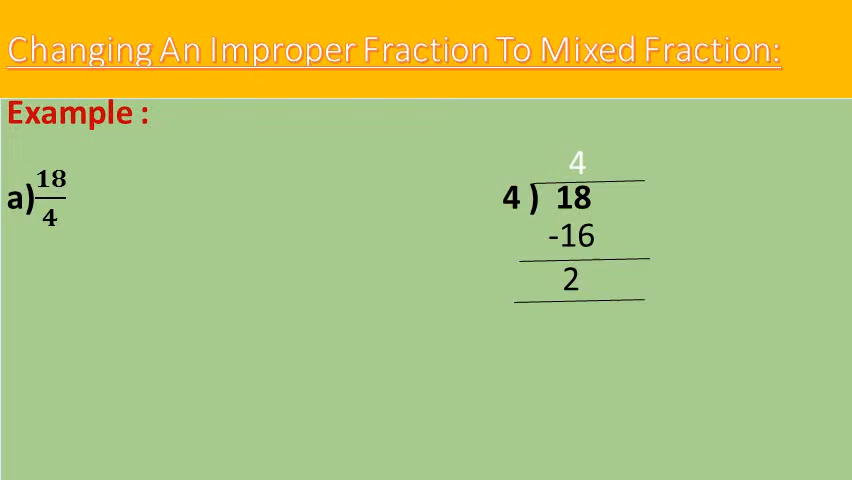 Changing An Improper Fraction To Mixed Fraction:
Example :
a) 18/4
4
4 ) 18
-16
2